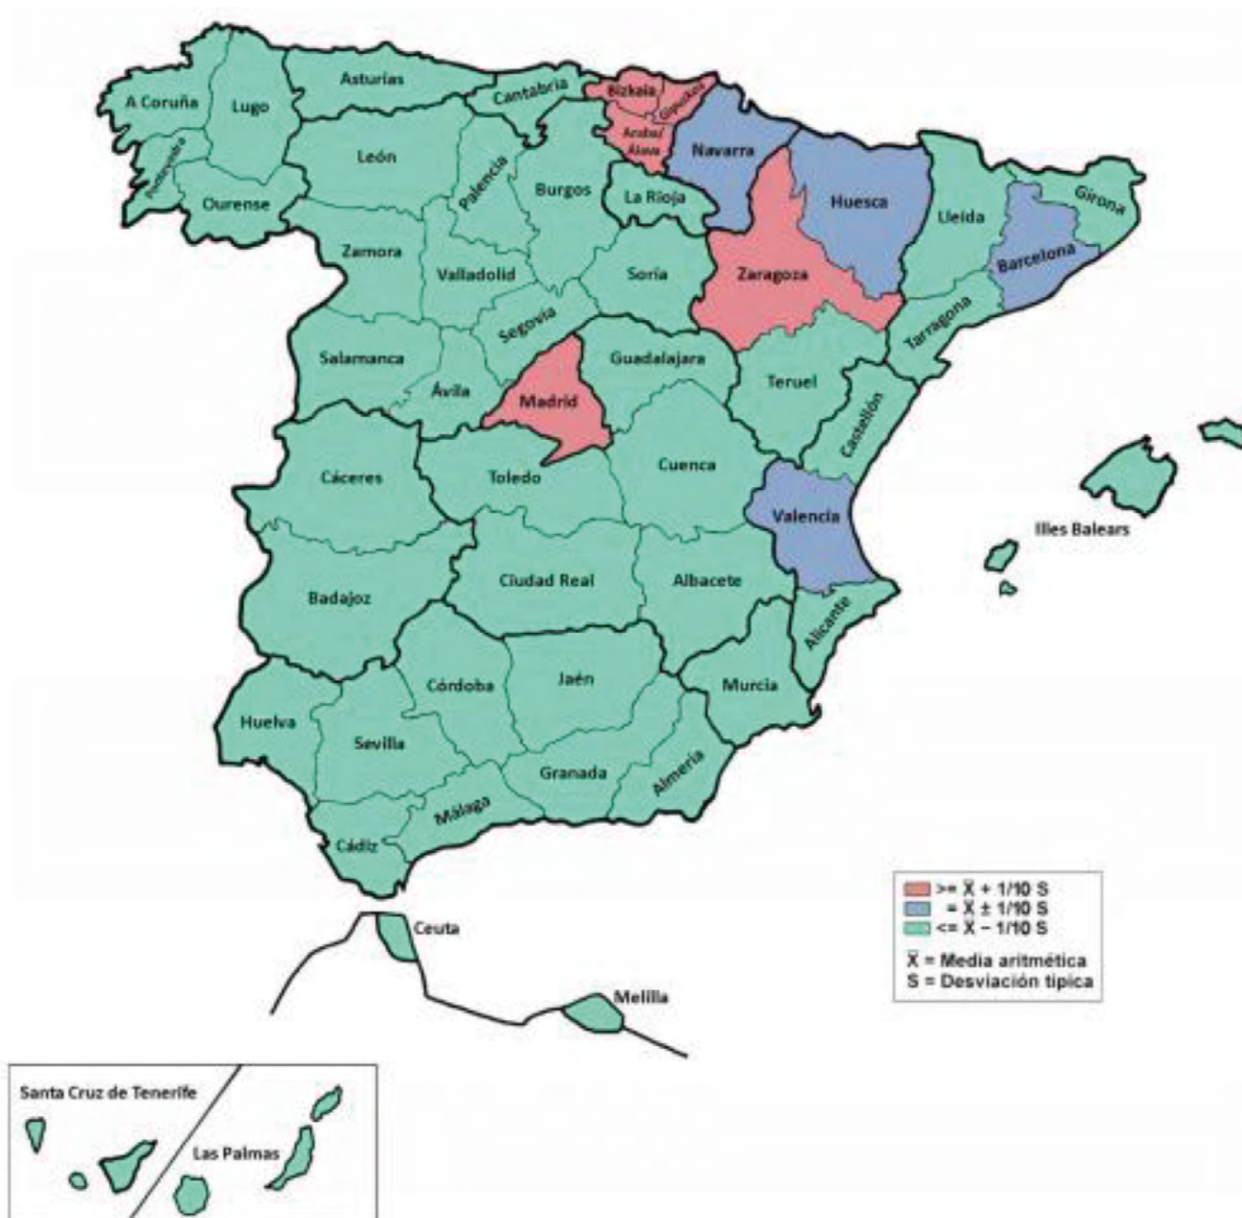 Asturias
Cantabria
Bizkaia
Gipuzkoa
A Coruña
Lugo
Araba/
Álava
Navarra
León
Palencia
Burgos
Pontevedra
Ourense
La Rioja
Huesca
Lleida
Girona
Zamora
Valladolid
Soria
Zaragoza
Barcelona
Segovia
Tarragona
Salamanca
Ávila
Guadalajara
Teruel
Madrid
Castellón
Cáceres
Toledo
Cuenca
Valencia
Illes Balears
Badajoz
Ciudad Real
Albacete
Alicante
Córdoba
Jaén
Murcia
Huelva
Sevilla
Granada
Almería
Málaga
Cádiz
>= X̄ + 1/10 S
= X̄ ± 1/10 S
<= X̄ – 1/10 S
X̄ = Media aritmética
S = Desviación típica
Ceuta
Melilla
Santa Cruz de Tenerife
Las Palmas